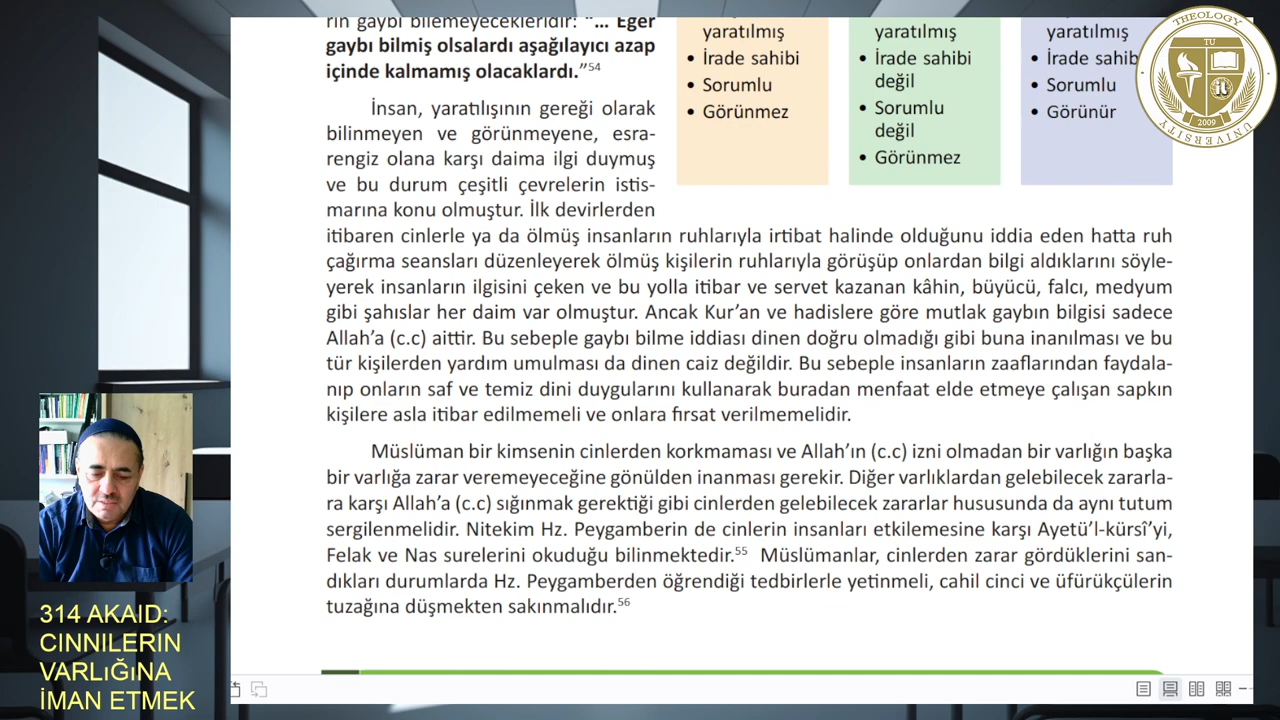 rin gaybı bilemeyecekleridir: “... Eğer
gaybı bilmiş olsalardı aşağılayıcı azap
içinde kalmamış olacaklardı.”54
İnsan, yaratılışının gereği olarak
bilinmeyen ve görünmeyene, esra-
rengiz olana karşı daima ilgi duymuş
ve bu durum çeşitli çevrelerin istis-
marına konu olmuştur. İlk devirlerden
yaratılmış
• İrade sahibi
• Sorumlu
• Görünmez
yaratılmış
• İrade sahibi
değil
• Sorumlu
değil
• Görünmez
yaratılmış
• İrade sahib
• Sorumlu
• Görünür
itibaren cinlerle ya da ölmüş insanların ruhlarıyla irtibat halinde olduğunu iddia eden hatta ruh
çağırma seansları düzenleyerek ölmüş kişilerin ruhlarıyla görüşüp onlardan bilgi aldıklarını söyle-
yerek insanların ilgisini çeken ve bu yolla itibar ve servet kazanan kâhin, büyücü, falcı, medyum
gibi şahıslar her daim var olmuştur. Ancak Kur’an ve hadislere göre mutlak gaybın bilgisi sadece
Allah’a (c.c) aittir. Bu sebeple gaybı bilme iddiası dinen doğru olmadığı gibi buna inanılması ve bu
tür kişilerden yardım umulması da dinen caiz değildir. Bu sebeple insanların zaaflarından faydala-
nıp onların saf ve temiz dini duygularını kullanarak buradan menfaat elde etmeye çalışan sapkın
kişilere asla itibar edilmemeli ve onlara fırsat verilmemelidir.
Müslüman bir kimsenin cinlerden korkmaması ve Allah’ın (c.c) izni olmadan bir varlığın başka
bir varlığa zarar veremeyeceğine gönülden inanması gerekir. Diğer varlıklardan gelebilecek zararla-
ra karşı Allah’a (c.c) sığınmak gerektiği gibi cinlerden gelebilecek zararlar hususunda da aynı tutum
sergilenmelidir. Nitekim Hz. Peygamberin de cinlerin insanları etkilemesine karşı Ayetü’l-kürsî’yi,
Felak ve Nas surelerini okuduğu bilinmektedir.55 Müslümanlar, cinlerden zarar gördüklerini san-
dıkları durumlarda Hz. Peygamberden öğrendiği tedbirlerle yetinmeli, cahil cinci ve üfürükçülerin
tuzağına düşmekten sakınmalıdır.56
THEOLOGY
TU
2009
UNIVERSITY
314 AKAID:
CINNILERIN
VARLIĞıNA
İMAN ETMEK